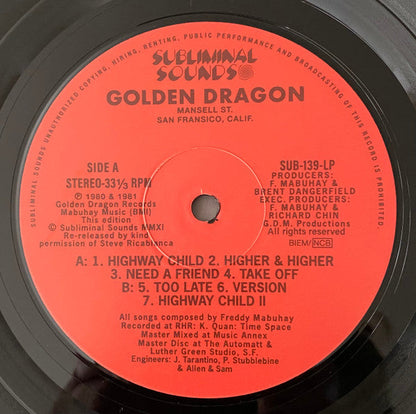 SUBLIMINAL SOUNDS UNAUTHORIZED COPYING, HIRING, RENTING, PUBLIC PERFORMANCE AND BROADCASTING OF THIS RECORD PROHIBITED
SUBLIMINAL
SOUNDS
GOLDEN DRAGON
MANSELL ST.
SAN FRANSICO, CALIF.
SIDE A
STEREO-33 1/3 RPM
℗ 1980 & 1981
Golden Dragon Records
Mabuhay Music (BMI)
This edition
© Subliminal Sounds MMXI
Re-released by kind
permission of Steve Ricablanca
SUB-139-LP
PRODUCERS:
F. MABUHAY &
BRENT DANGERFIELD
EXEC. PRODUCERS:
F. MABUHAY &
RICHARD CHIN
G.D.M. Productions
All rights reserved
BIEM/NCB
A: 1. HIGHWAY CHILD 2. HIGHER & HIGHER
3. NEED A FRIEND 4. TAKE OFF
B: 5. TOO LATE 6. VERSION
7. HIGHWAY CHILD II
All songs composed by Freddy Mabuhay
Recorded at RHR: K. Quan: Time Space
Master Mixed at Music Annex
Master Disc at The Automatt &
Luther Green Studio, S.F.
Engineers: J. Tarantino, P. Stubblebine
& Allen & Sam